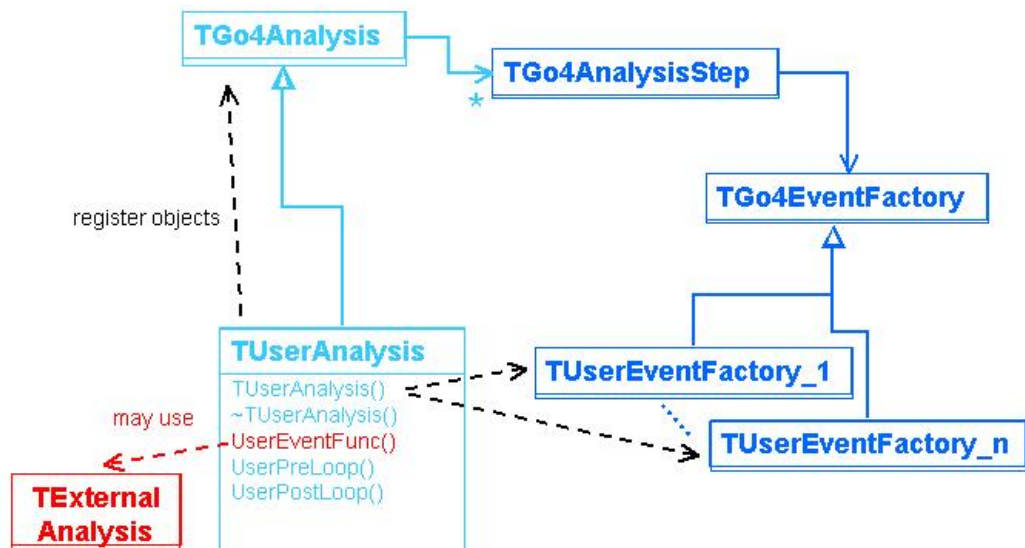 TGo4Analysis
TGo4AnalysisStep
*
TGo4EventFactory
register objects
TUserAnalysis
TUserAnalysis()
~TUserAnalysis()
UserEventFunc()
UserPreLoop()
UserPostLoop()
TUserEventFactory_1
TUserEventFactory_n
may use
TExternal
Analysis